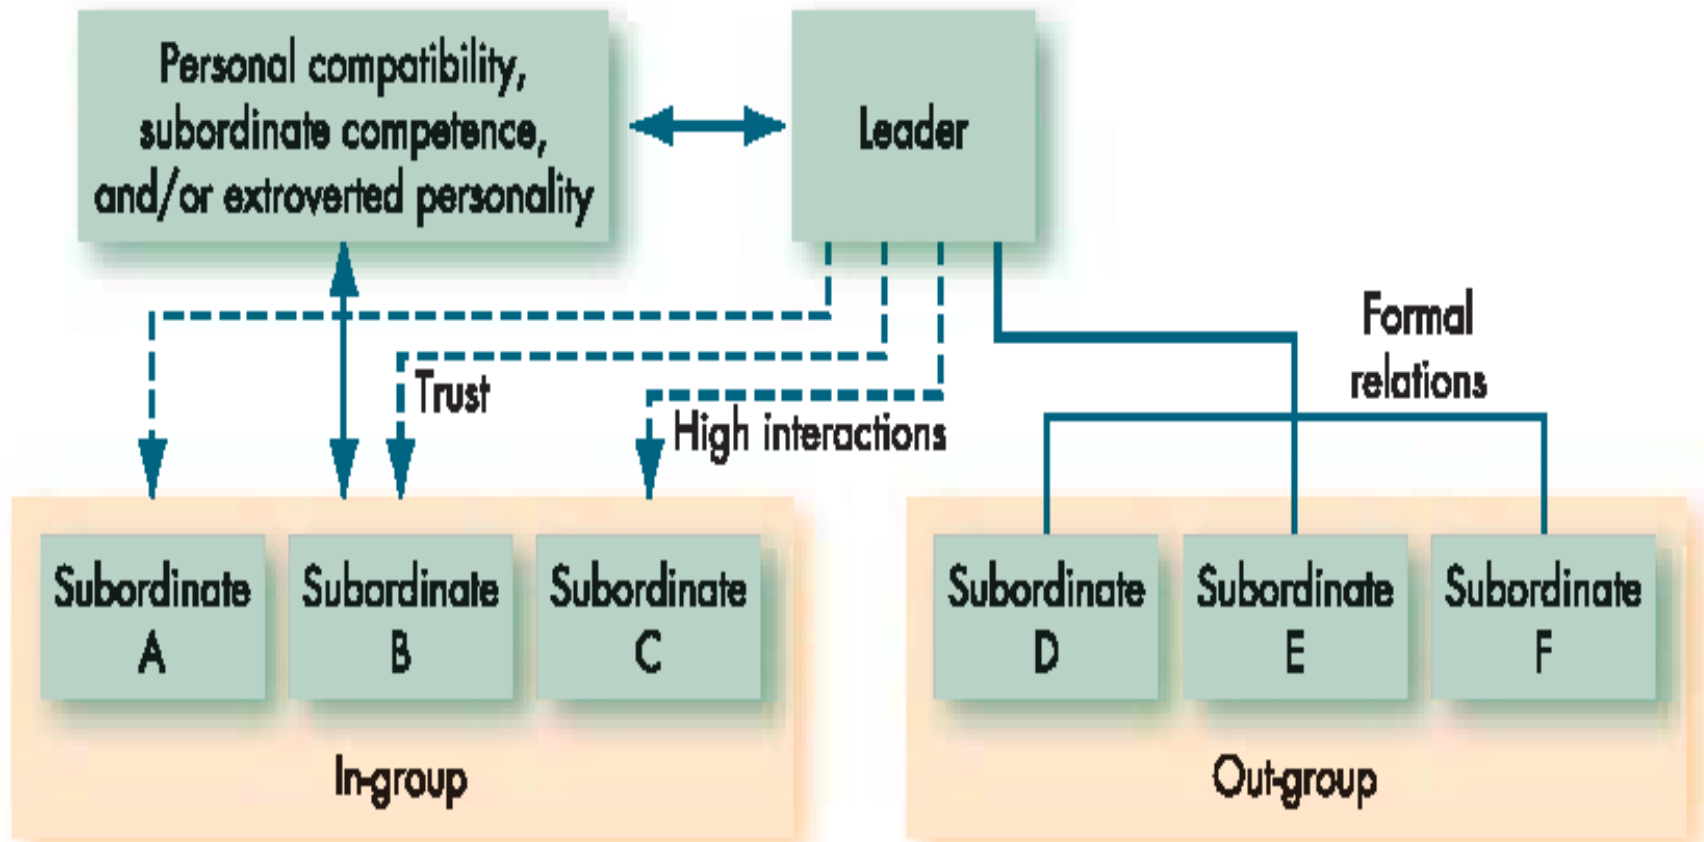 Personal compatibility,
subordinate competence,
and/or extroverted personality
Leader
Formal
relations
Trust
High interactions
Subordinate
A
Subordinate
B
Subordinate
C
In-group
Subordinate
D
Subordinate
E
Subordinate
F
Out-group